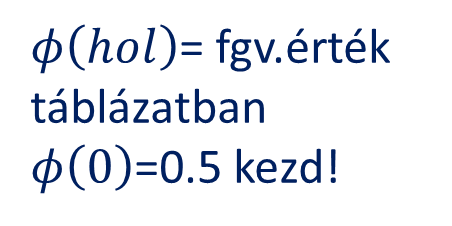 ϕ(hol)= fgv.érték
táblázatban
ϕ(0)=0.5 kezd!